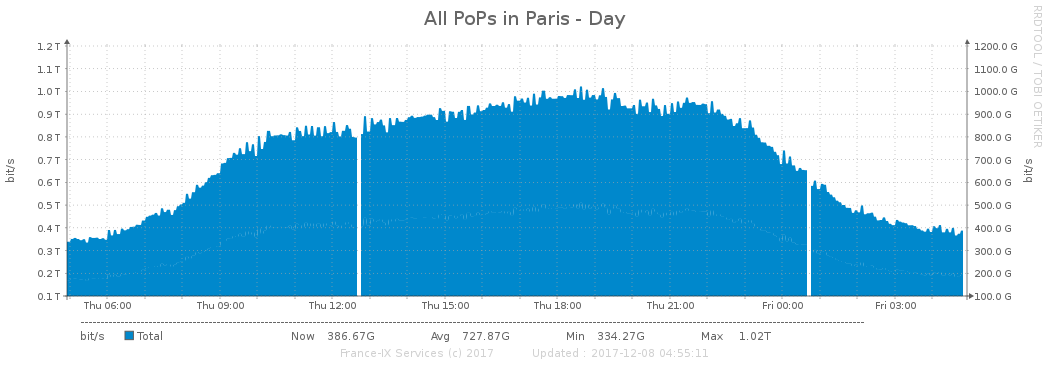 All PoPs in Paris - Day
RRDTOOL / TOBI OETIKER
bit/s
1.2 T
1.1 T
1.0 T
0.9 T
0.8 T
0.7 T
0.6 T
0.5 T
0.4 T
0.3 T
0.2 T
0.1 T
1200.0 G
1100.0 G
1000.0 G
900.0 G
800.0 G
700.0 G
600.0 G
500.0 G
400.0 G
300.0 G
200.0 G
100.0 G
bit/s
Thu 06:00 Thu 09:00 Thu 12:00 Thu 15:00 Thu 18:00 Thu 21:00 Fri 00:00 Fri 03:00
bit/s Total Now 386.67G Avg 727.87G Min 334.27G Max 1.02T
France-IX Services (c) 2017 Updated : 2017-12-08 04:55:11